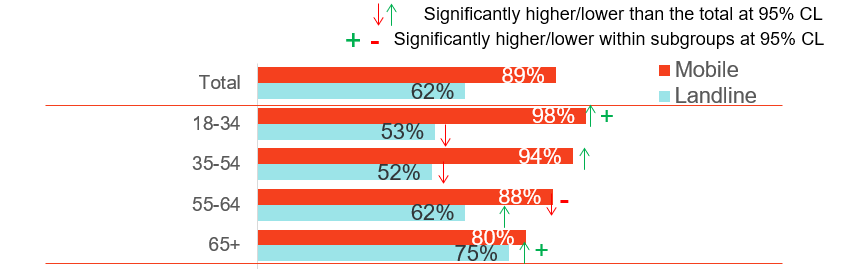 Significantly higher/lower than the total at 95% CL
+ - Significantly higher/lower within subgroups at 95% CL
Mobile
Landline
Total 89%
62%
18-34 98% +
53%
35-54 94%
52%
55-64 88% -
62%
65+ 80%
75% +